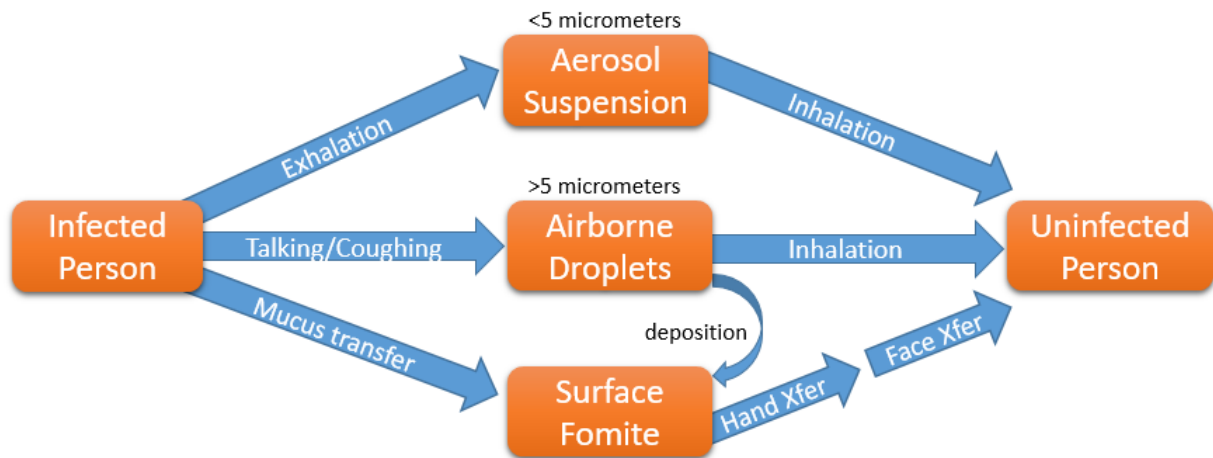 <5 micrometers
Aerosol
Suspension
Exhalation
Inhalation
>5 micrometers
Infected
Person
Talking/Coughing
Airborne
Droplets
Inhalation
Uninfected
Person
Mucus transfer
deposition
Surface
Fomite
Hand Xfer
Face Xfer